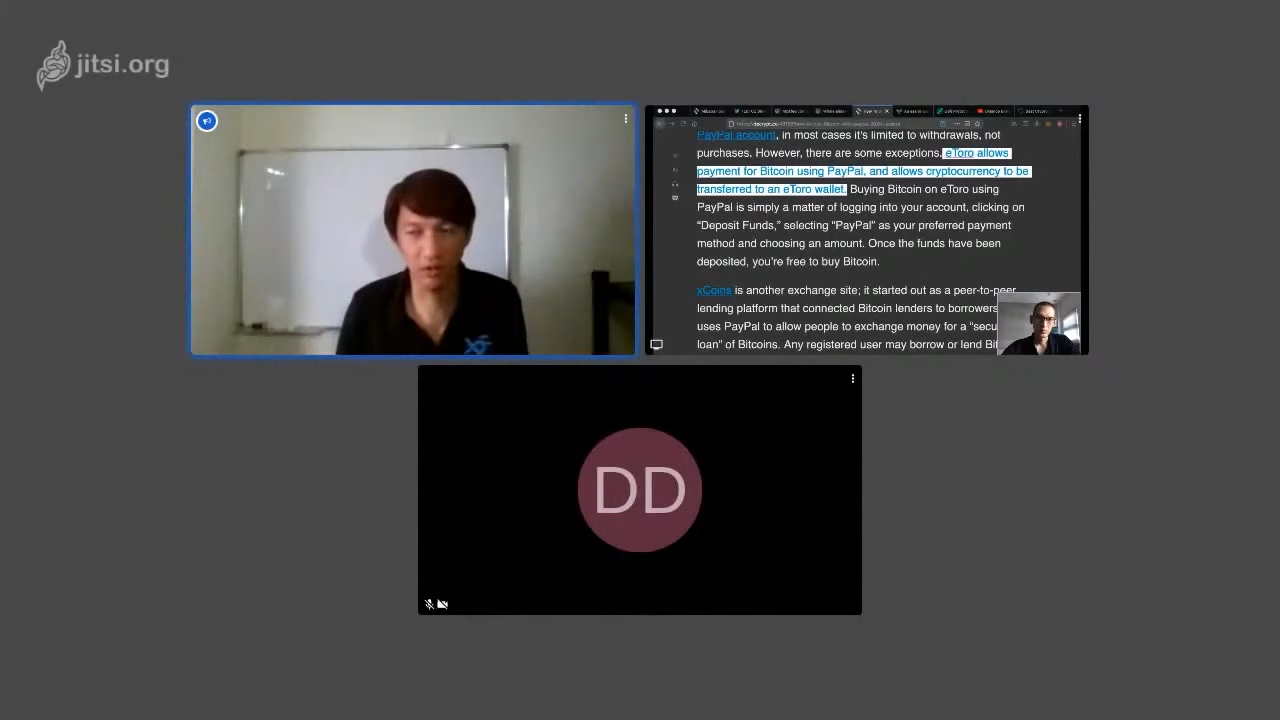 jitsi.org
PayPal account, in most cases it's limited to withdrawals, not
purchases. However, there are some exceptions, eToro allows
payment for Bitcoin using PayPal, and allows cryptocurrency to be
transferred to an eToro wallet. Buying Bitcoin on eToro using
PayPal is simply a matter of logging into your account, clicking on
“Deposit Funds,” selecting “PayPal” as your preferred payment
method and choosing an amount. Once the funds have been
deposited, you're free to buy Bitcoin.
xCoins is another exchange site; it started out as a peer-to-peer
lending platform that connected Bitcoin lenders to borrowers
uses PayPal to allow people to exchange money for a “secu
loan” of Bitcoins. Any registered user may borrow or lend Bit
DD